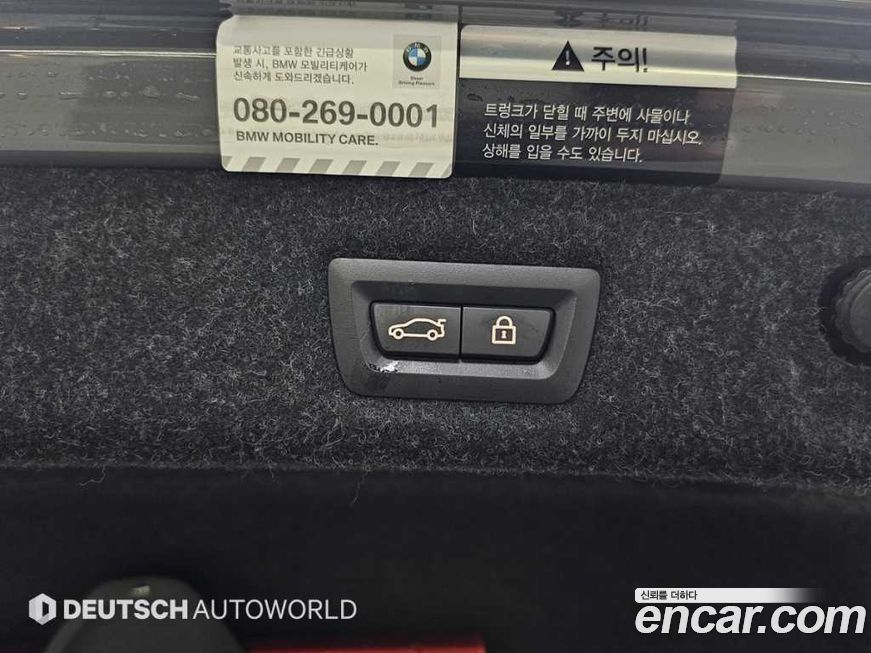 교통사고를 포함한 긴급상황
발생 시, BMW 모빌리티케어가
신속하게 도와드리겠습니다.
BMW
Sheer
Driving Pleasure
080-269-0001
BMW MOBILITY CARE.
주의!
트렁크가 닫힐 때 주변에 사물이나
신체의 일부를 가까이 두지 마십시오.
상해를 입을 수도 있습니다.
DEUTSCH AUTOWORLD
신뢰를 더하다
encar.com